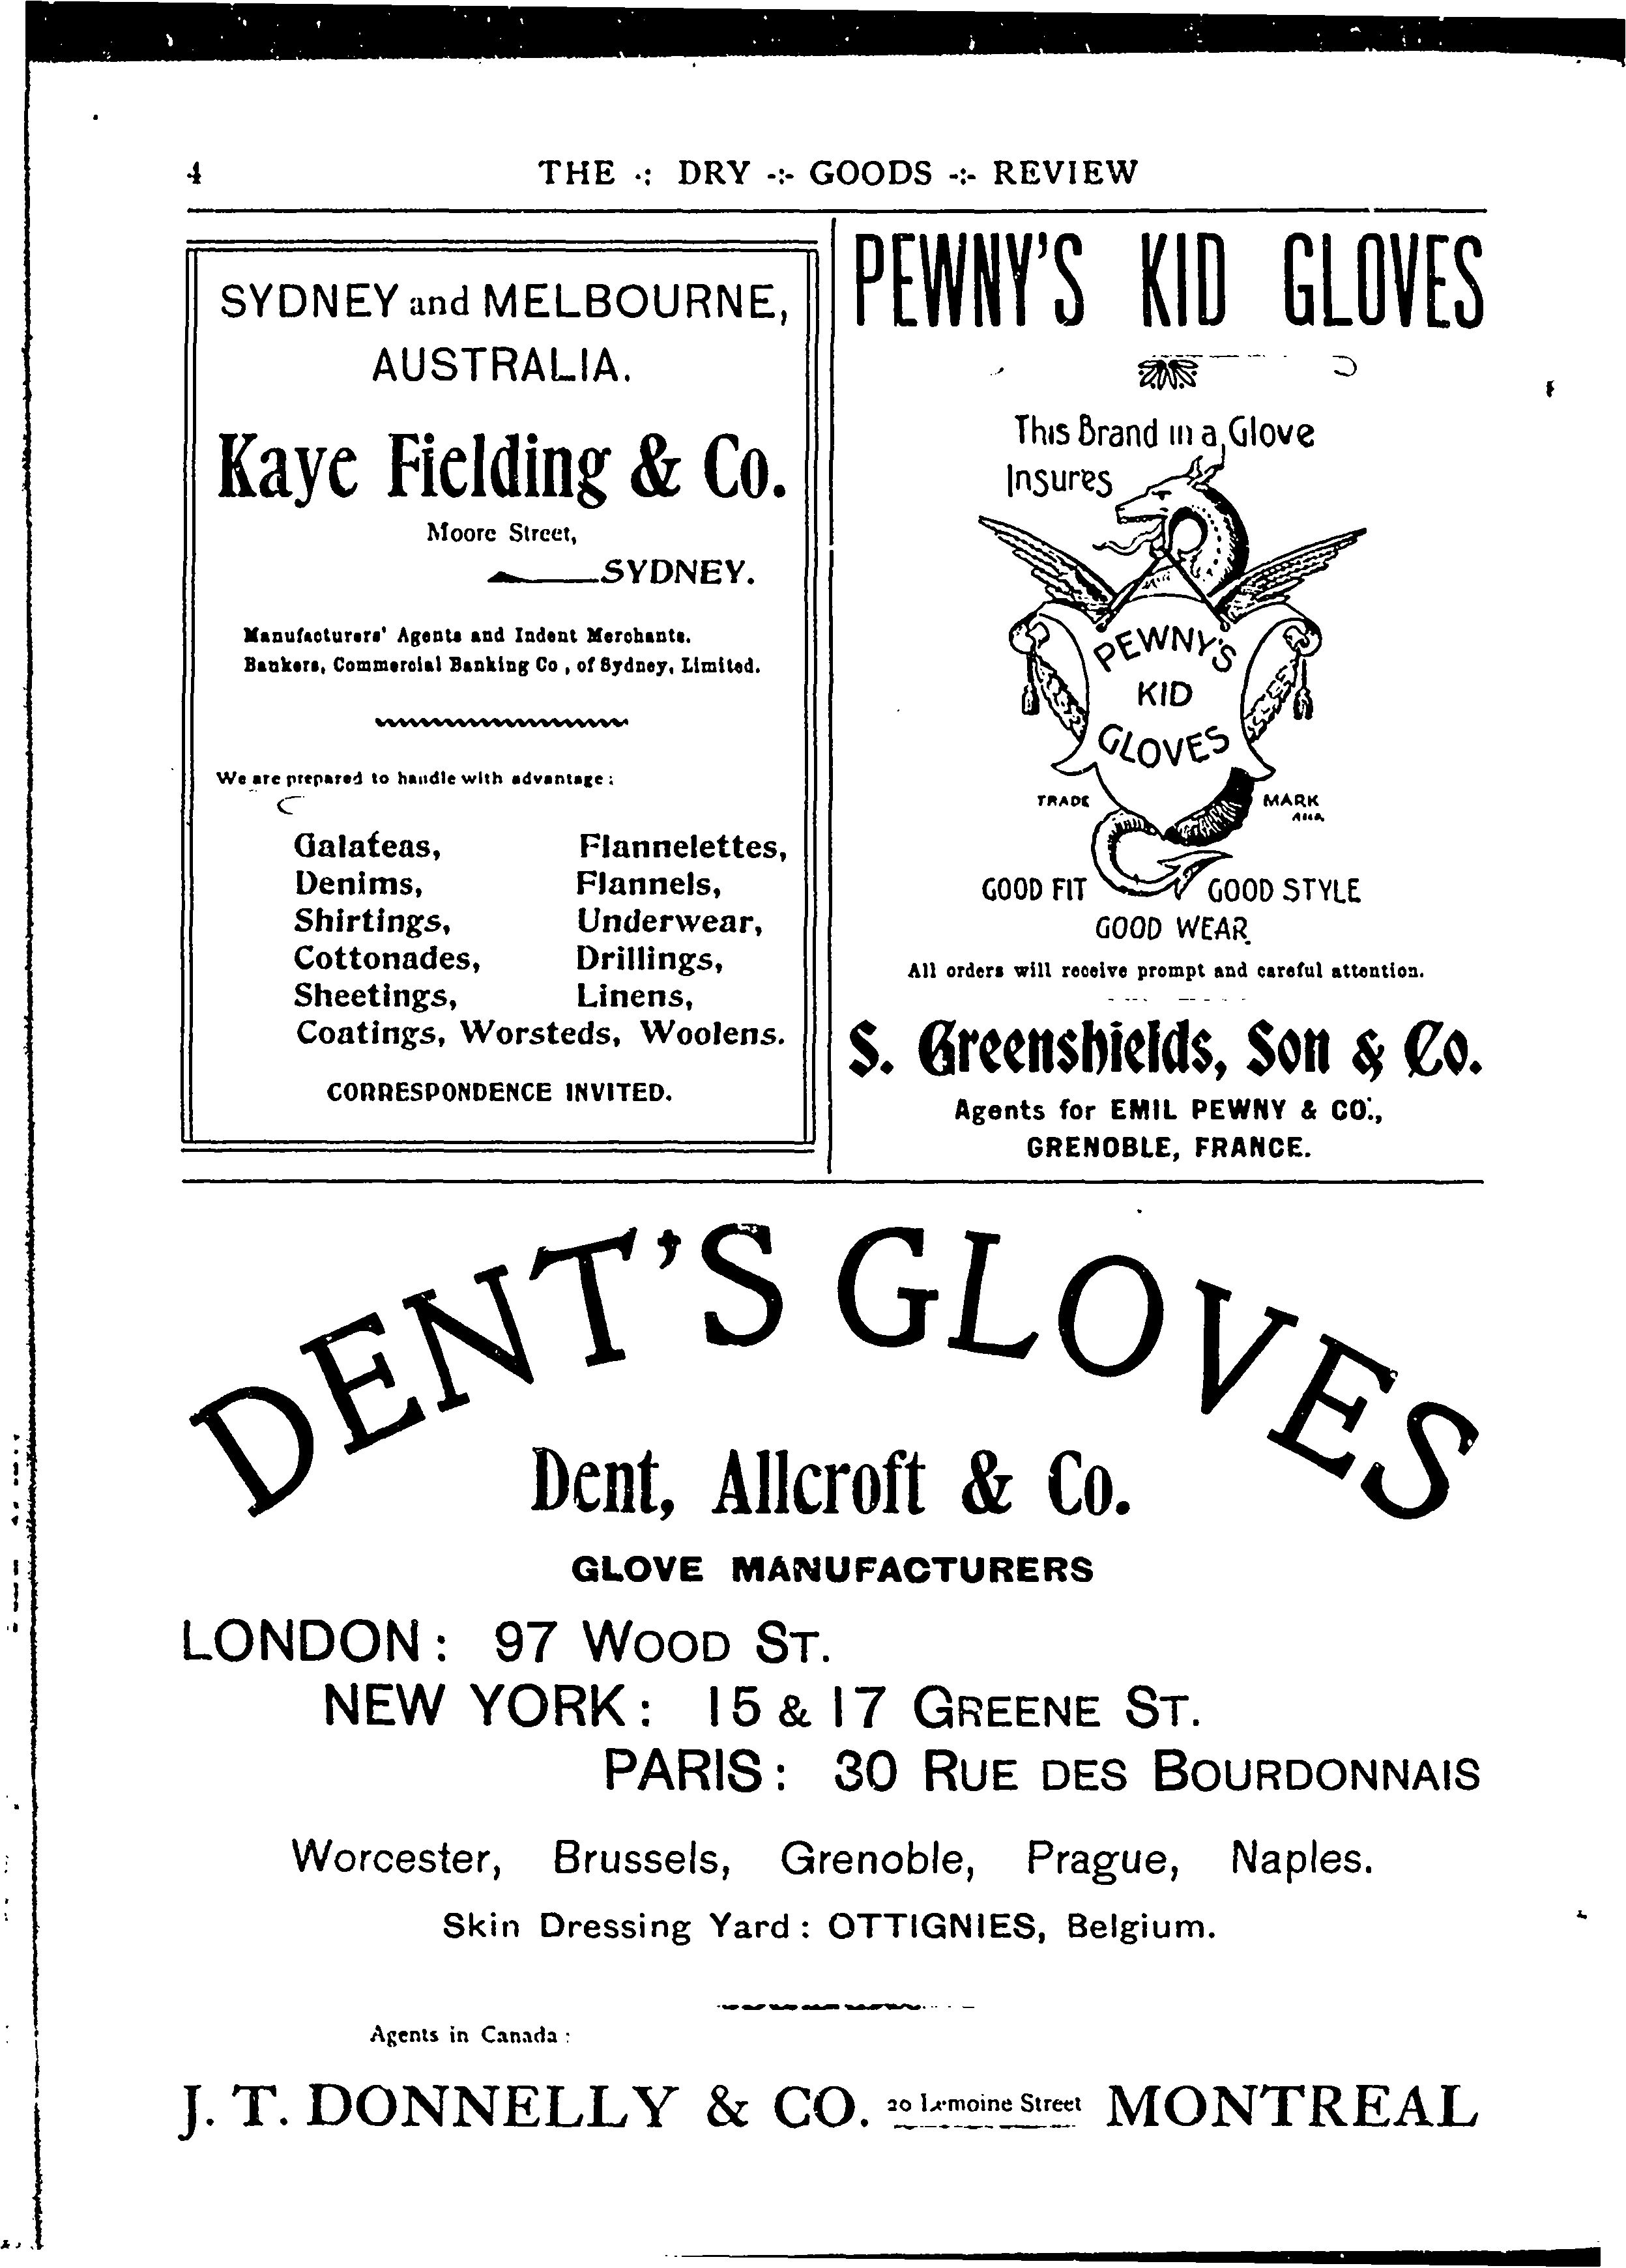 4
THE -:- DRY -:- GOODS -:- REVIEW
SYDNEY and MELBOURNE,
AUSTRALIA.
Kaye Fielding & Co.
Moore Street,
SYDNEY.
Manufacturers' Agents and Indent Merchants.
Bankers, Commercial Banking Co, of Sydney, Limited.
We are prepared to handle with advantage:
Galateas, Flannelettes,
Denims, Flannels,
Shirtings, Underwear,
Cottonades, Drillings,
Sheetings, Linens,
Coatings, Worsteds, Woolens.
CORRESPONDENCE INVITED.
PEWNY'S KID GLOVES
This Brand in a Glove
Insures
PEWNY'S
KID
GLOVES
TRADE MARK
GOOD FIT GOOD STYLE
GOOD WEAR
All orders will receive prompt and careful attention.
S. Greenshields, Son & Co.
Agents for EMIL PEWNY & CO.,
GRENOBLE, FRANCE.
DENT'S GLOVES
Dent, Allcroft & Co.
GLOVE MANUFACTURERS
LONDON: 97 WOOD ST.
NEW YORK: 15 & 17 GREENE ST.
PARIS: 30 RUE DES BOURDONNAIS
Worcester, Brussels, Grenoble, Prague, Naples.
Skin Dressing Yard: OTTIGNIES, Belgium.
Agents in Canada:
J. T. DONNELLY & CO. 20 Lemoine Street MONTREAL